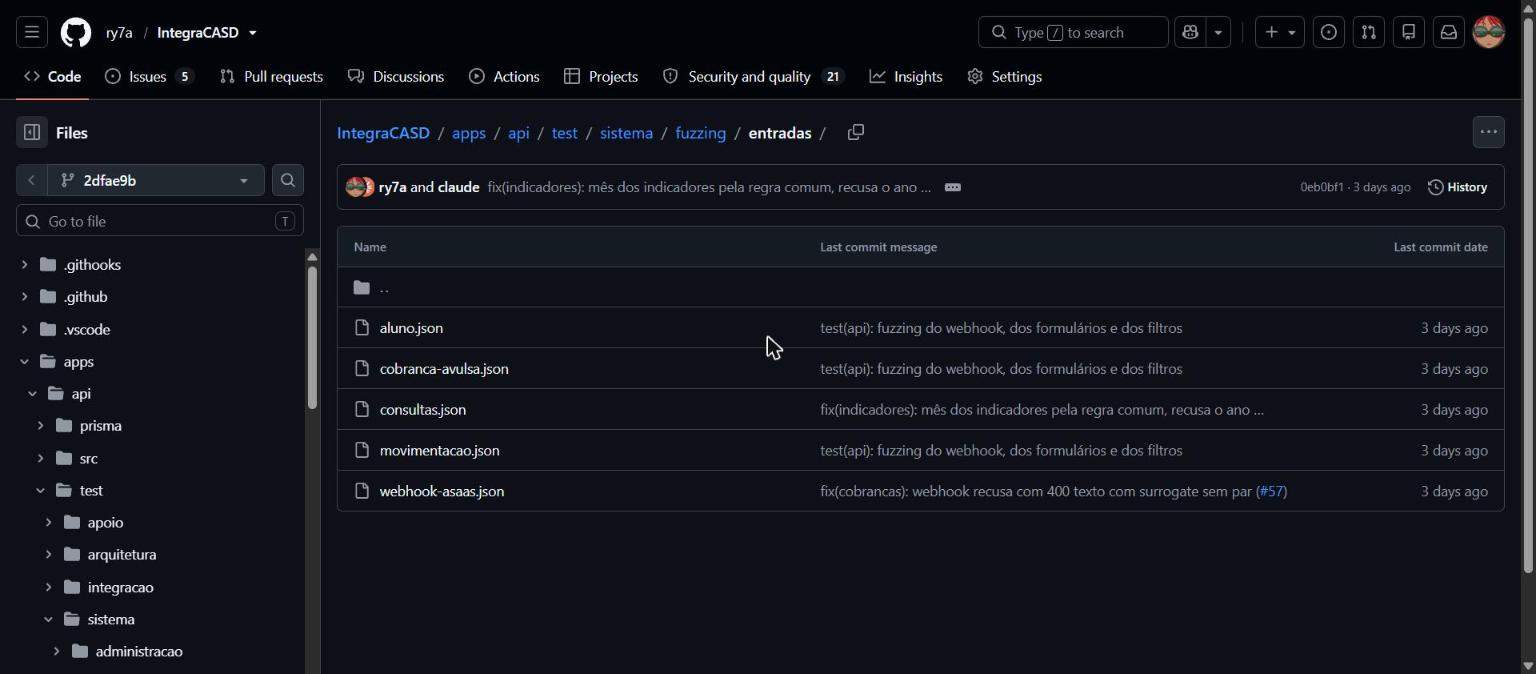 ry7a / IntegraCASD
Type / to search
Code
Issues 5
Pull requests
Discussions
Actions
Projects
Security and quality 21
Insights
Settings
Files
2dfae9b
Go to file T
.githooks
.github
.vscode
apps
api
prisma
src
test
apoio
arquitetura
integracao
sistema
administracao
IntegraCASD / apps / api / test / sistema / fuzzing / entradas /
ry7a and claude fix(indicadores): mês dos indicadores pela regra comum, recusa o ano ... 0eb0bf1 · 3 days ago History
Name Last commit message Last commit date
..
aluno.json test(api): fuzzing do webhook, dos formulários e dos filtros 3 days ago
cobranca-avulsa.json test(api): fuzzing do webhook, dos formulários e dos filtros 3 days ago
consultas.json fix(indicadores): mês dos indicadores pela regra comum, recusa o ano ... 3 days ago
movimentacao.json test(api): fuzzing do webhook, dos formulários e dos filtros 3 days ago
webhook-asaas.json fix(cobrancas): webhook recusa com 400 texto com surrogate sem par (#57) 3 days ago